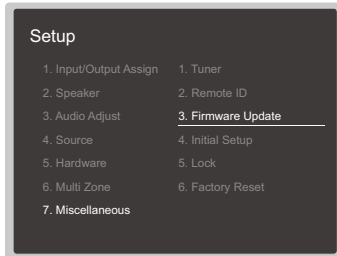 Setup
1. Input/Output Assign
2. Speaker
3. Audio Adjust
4. Source
5. Hardware
6. Multi Zone
7. Miscellaneous
1. Tuner
2. Remote ID
3. Firmware Update
4. Initial Setup
5. Lock
6. Factory Reset